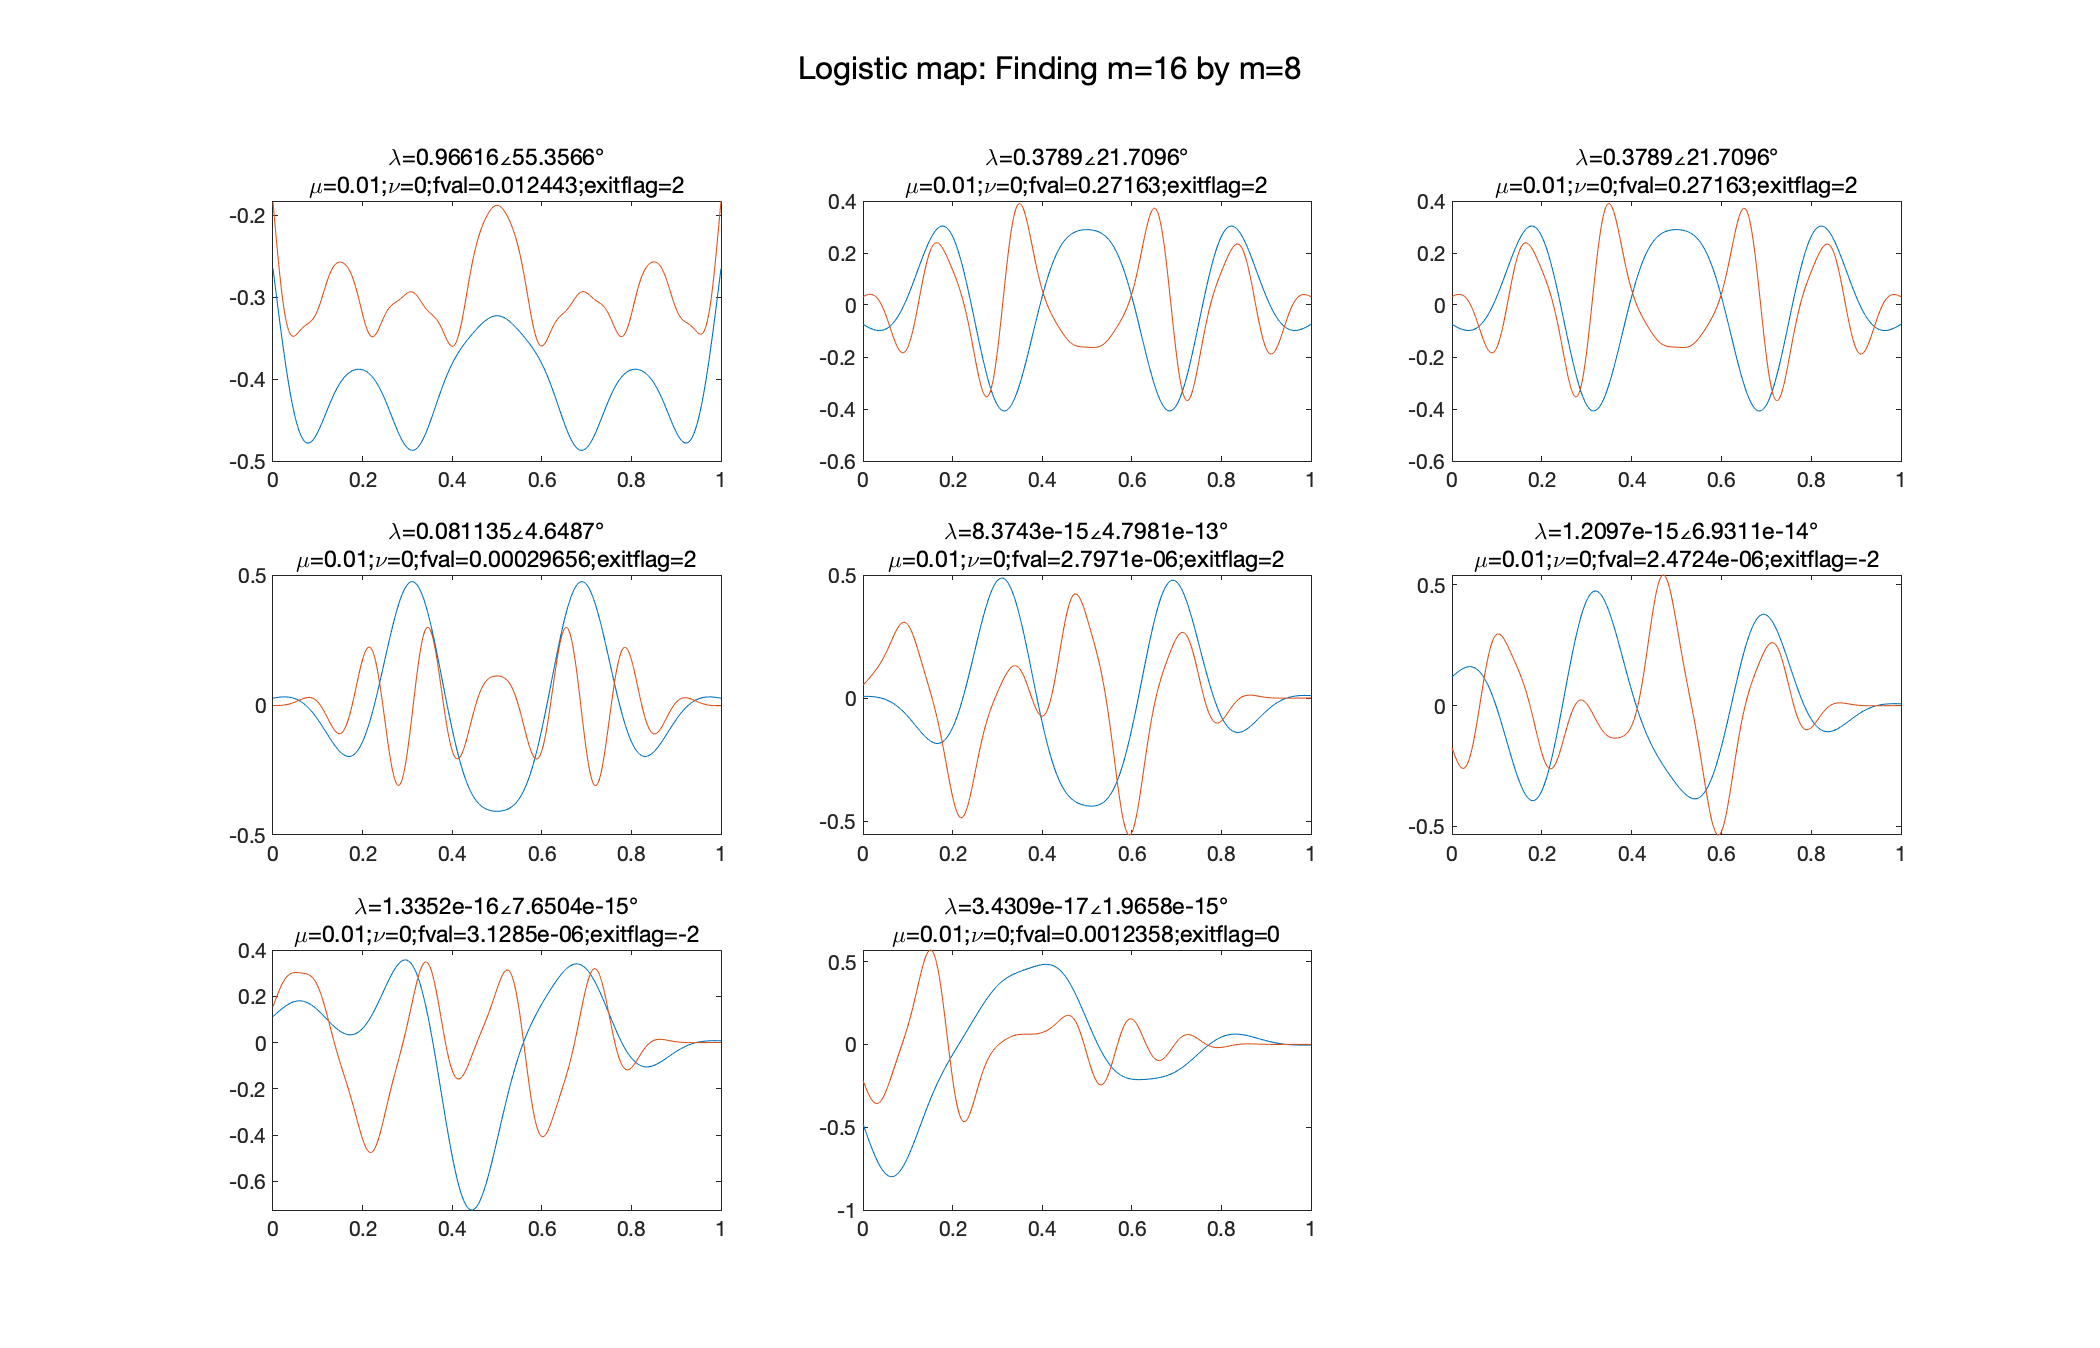 Logistic map: Finding m=16 by m=8
λ=0.96616∠55.3566°
μ=0.01;ν=0;fval=0.012443;exitflag=2
-0.2
-0.3
-0.4
-0.5
0 0.2 0.4 0.6 0.8 1
λ=0.3789∠21.7096°
μ=0.01;ν=0;fval=0.27163;exitflag=2
0.4
0.2
0
-0.2
-0.4
-0.6
0 0.2 0.4 0.6 0.8 1
λ=0.3789∠21.7096°
μ=0.01;ν=0;fval=0.27163;exitflag=2
0.4
0.2
0
-0.2
-0.4
-0.6
0 0.2 0.4 0.6 0.8 1
λ=0.081135∠4.6487°
μ=0.01;ν=0;fval=0.00029656;exitflag=2
0.5
0
-0.5
0 0.2 0.4 0.6 0.8 1
λ=8.3743e-15∠4.7981e-13°
μ=0.01;ν=0;fval=2.7971e-06;exitflag=2
0.5
0
-0.5
0 0.2 0.4 0.6 0.8 1
λ=1.2097e-15∠6.9311e-14°
μ=0.01;ν=0;fval=2.4724e-06;exitflag=-2
0.5
0
-0.5
0 0.2 0.4 0.6 0.8 1
λ=1.3352e-16∠7.6504e-15°
μ=0.01;ν=0;fval=3.1285e-06;exitflag=-2
0.4
0.2
0
-0.2
-0.4
-0.6
0 0.2 0.4 0.6 0.8 1
λ=3.4309e-17∠1.9658e-15°
μ=0.01;ν=0;fval=0.0012358;exitflag=0
0.5
0
-0.5
-1
0 0.2 0.4 0.6 0.8 1